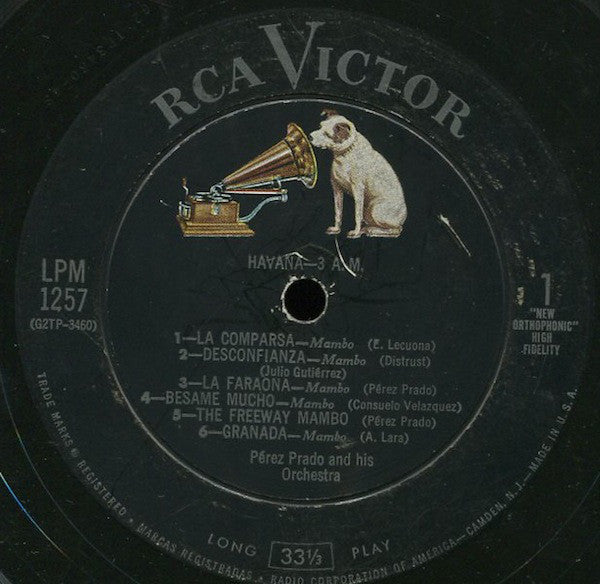 RCA VICTOR
HAVANA—3 A.M.
LPM
1257
(G2TP-3460)
1
"NEW
ORTHOPHONIC"
HIGH
FIDELITY
1—LA COMPARSA—Mambo (E. Lecuona)
2—DESCONFIANZA—Mambo (Distrust)
(Julio Gutiérrez)
3—LA FARAONA—Mambo (Pérez Prado)
4—BESAME MUCHO—Mambo (Consuelo Velazquez)
5—THE FREEWAY MAMBO (Pérez Prado)
6—GRANADA—Mambo (A. Lara)
Pérez Prado and his
Orchestra
LONG 33⅓ PLAY
TRADE MARKS ® REGISTERED • MARCAS REGISTRADAS • RADIO CORPORATION OF AMERICA—CAMDEN, N.J.—MADE IN U.S.A.